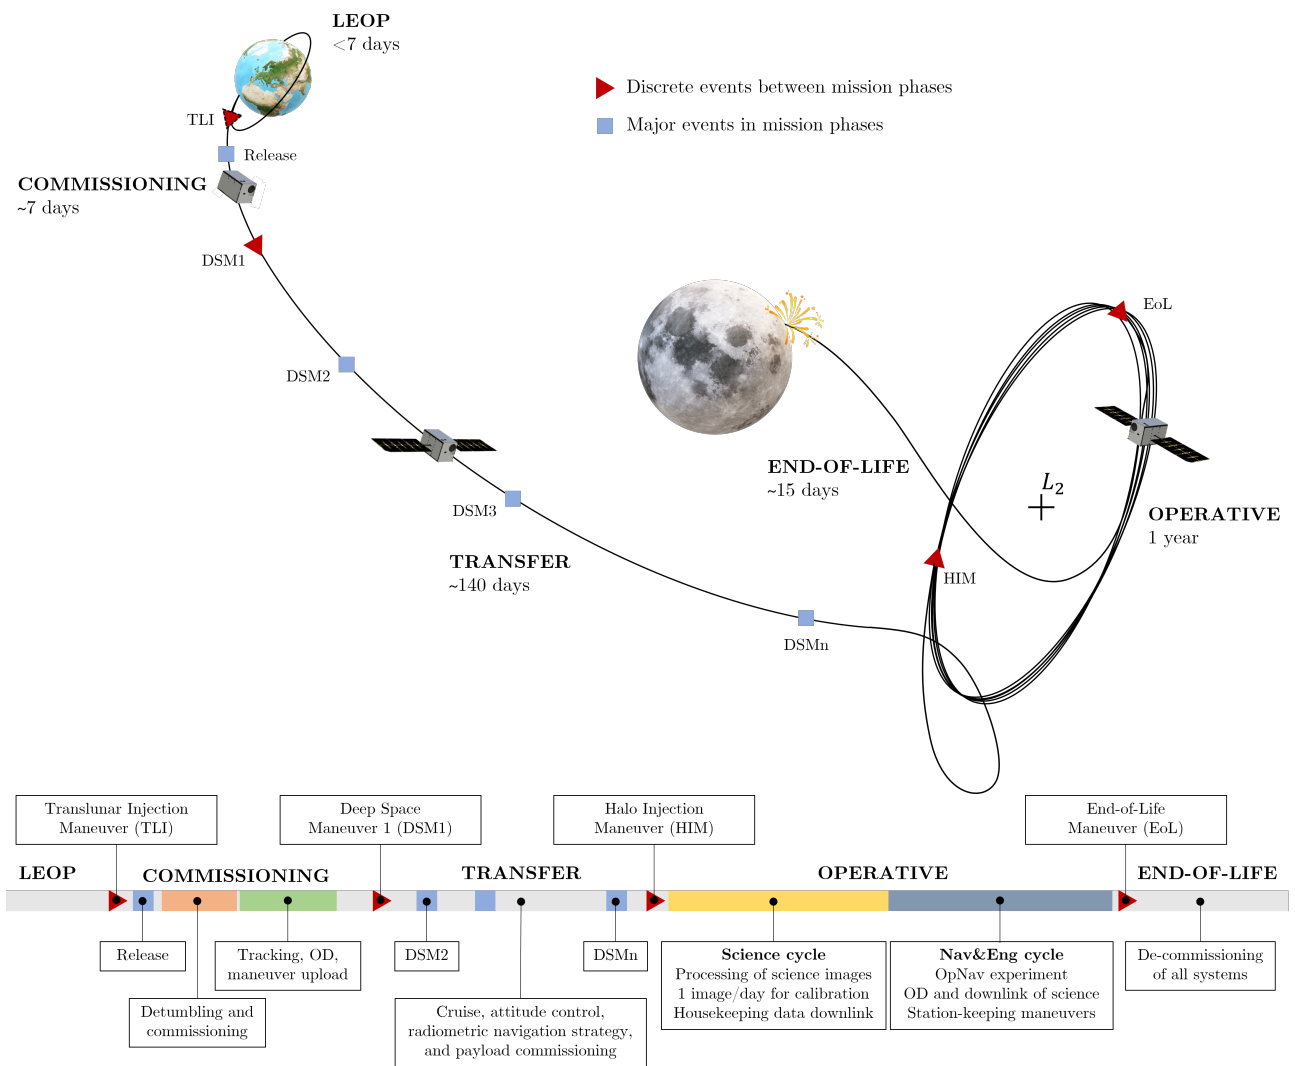 LEOP
<7 days
Discrete events between mission phases
Major events in mission phases
TLI
Release
COMMISSIONING
~7 days
DSM1
DSM2
DSM3
TRANSFER
~140 days
DSMn
END-OF-LIFE
~15 days
EoL
L2
OPERATIVE
1 year
HIM
Translunar Injection
Maneuver (TLI)
Deep Space
Maneuver 1 (DSM1)
Halo Injection
Maneuver (HIM)
End-of-Life
Maneuver (EoL)
LEOP
COMMISSIONING
TRANSFER
OPERATIVE
END-OF-LIFE
Release
Detumbling and
commissioning
Tracking, OD,
maneuver upload
DSM2
Cruise, attitude control,
radiometric navigation strategy,
and payload commissioning
DSMn
Science cycle
Processing of science images
1 image/day for calibration
Housekeeping data downlink
Nav&Eng cycle
OpNav experiment
OD and downlink of science
Station-keeping maneuvers
De-commissioning
of all systems